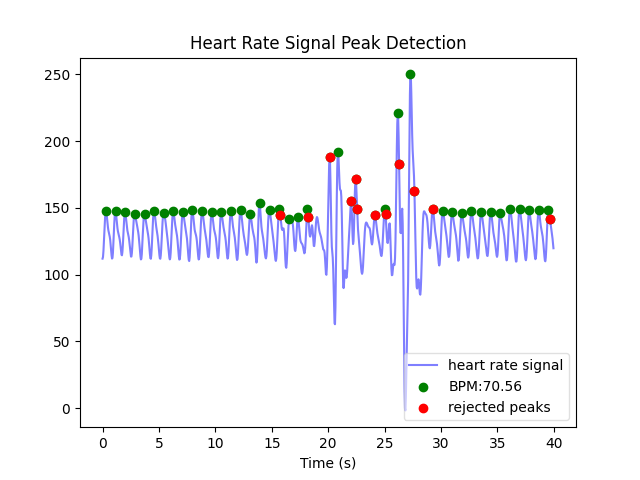 Heart Rate Signal Peak Detection
250
200
150
100
50
0
heart rate signal
BPM:70.56
rejected peaks
0 5 10 15 20 25 30 35 40
Time (s)